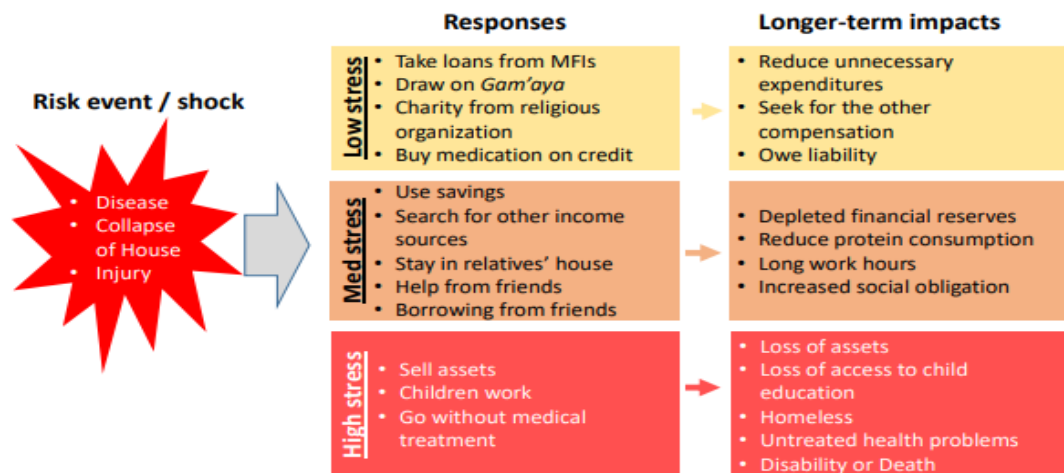 Responses
Longer-term impacts
Risk event / shock
• Disease
• Collapse
of House
• Injury
Low stress
• Take loans from MFIs
• Draw on Gam'aya
• Charity from religious
organization
• Buy medication on credit
• Reduce unnecessary
expenditures
• Seek for the other
compensation
• Owe liability
Med stress
• Use savings
• Search for other income
sources
• Stay in relatives' house
• Help from friends
• Borrowing from friends
• Depleted financial reserves
• Reduce protein consumption
• Long work hours
• Increased social obligation
High stress
• Sell assets
• Children work
• Go without medical
treatment
• Loss of assets
• Loss of access to child
education
• Homeless
• Untreated health problems
• Disability or Death